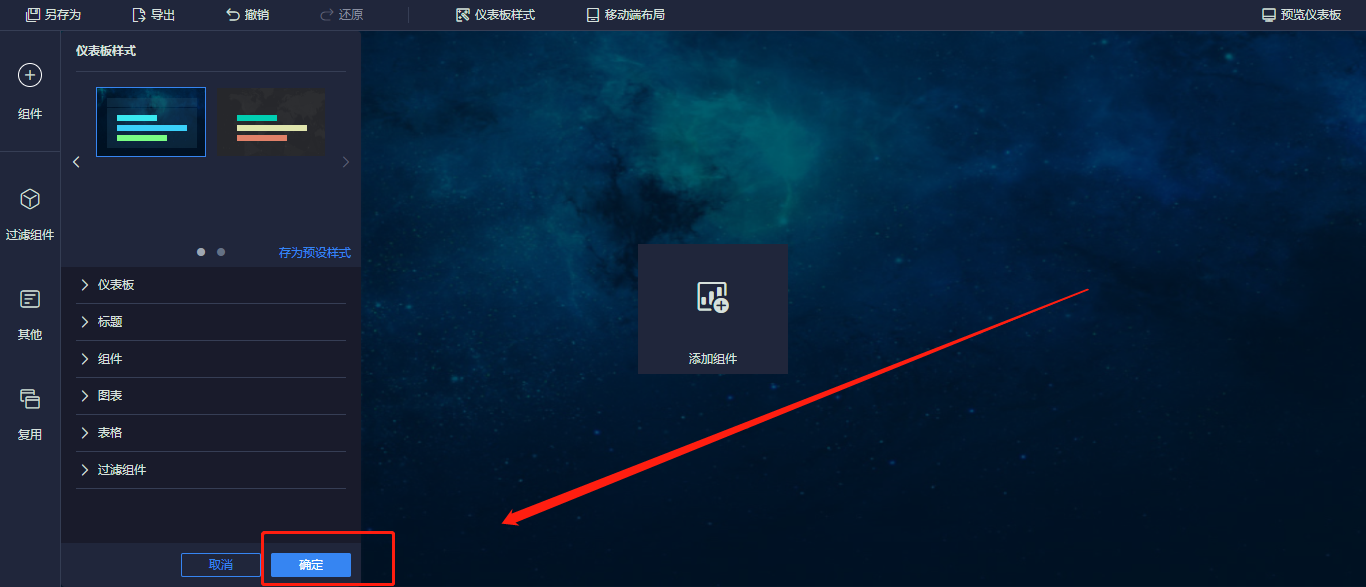 另存为
导出
撤销
还原
仪表板样式
移动端布局
预览仪表板
组件
过滤组件
其他
复用
仪表板样式
存为预设样式
仪表板
标题
组件
图表
表格
过滤组件
取消
确定
添加组件